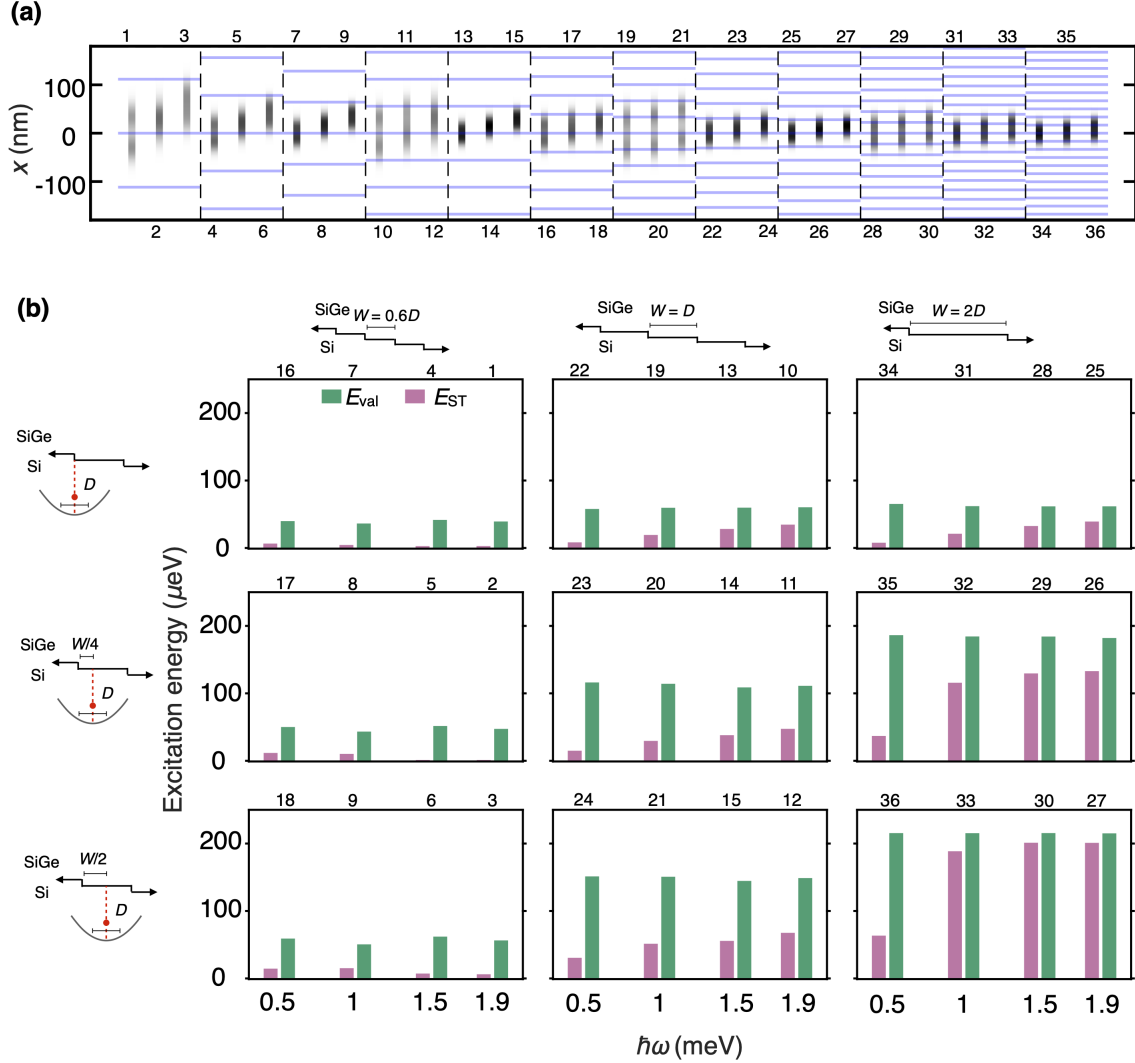 (a)
1 3 5 7 9 11 13 15 17 19 21 23 25 27 29 31 33 35
100
0
-100
x (nm)
2 4 6 8 10 12 14 16 18 20 22 24 26 28 30 32 34 36
(b)
SiGe W = 0.6D
Si
SiGe W = D
Si
SiGe W = 2D
Si
16 7 4 1
22 19 13 10
34 31 28 25
Eval EST
200
100
0
SiGe
Si
D
17 8 5 2
23 20 14 11
35 32 29 26
200
100
0
W/4
SiGe
Si
D
Excitation energy (μeV)
18 9 6 3
24 21 15 12
36 33 30 27
200
100
0
W/2
SiGe
Si
D
0.5 1 1.5 1.9
0.5 1 1.5 1.9
0.5 1 1.5 1.9
ħω (meV)